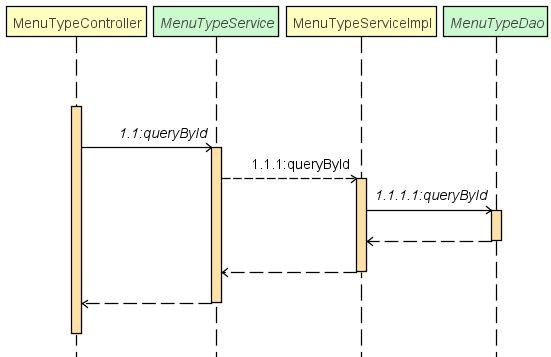 MenuTypeController
MenuTypeService
MenuTypeServiceImpl
MenuTypeDao
1.1:queryById
1.1.1:queryById
1.1.1.1:queryById